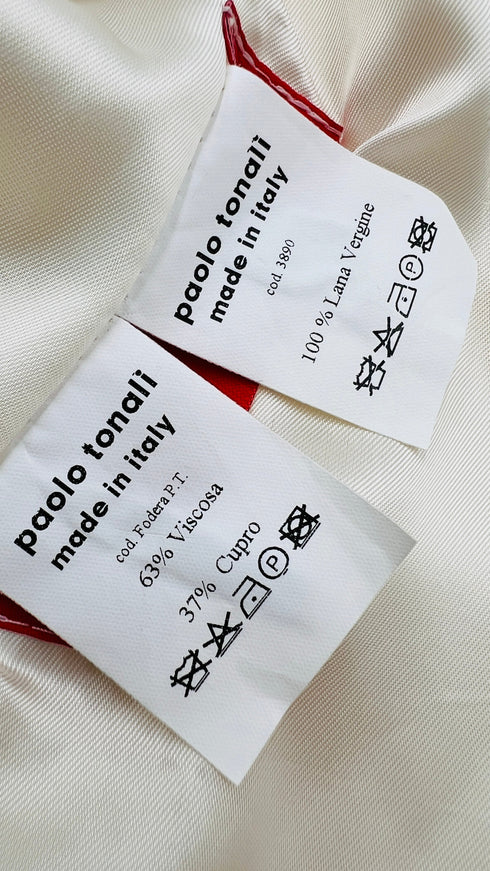 paolo tonali
made in italy
cod. 3890
100 % Lana Vergine
P
paolo tonali
made in italy
cod. Fodera P.T.
63% Viscosa
37% Cupro
P